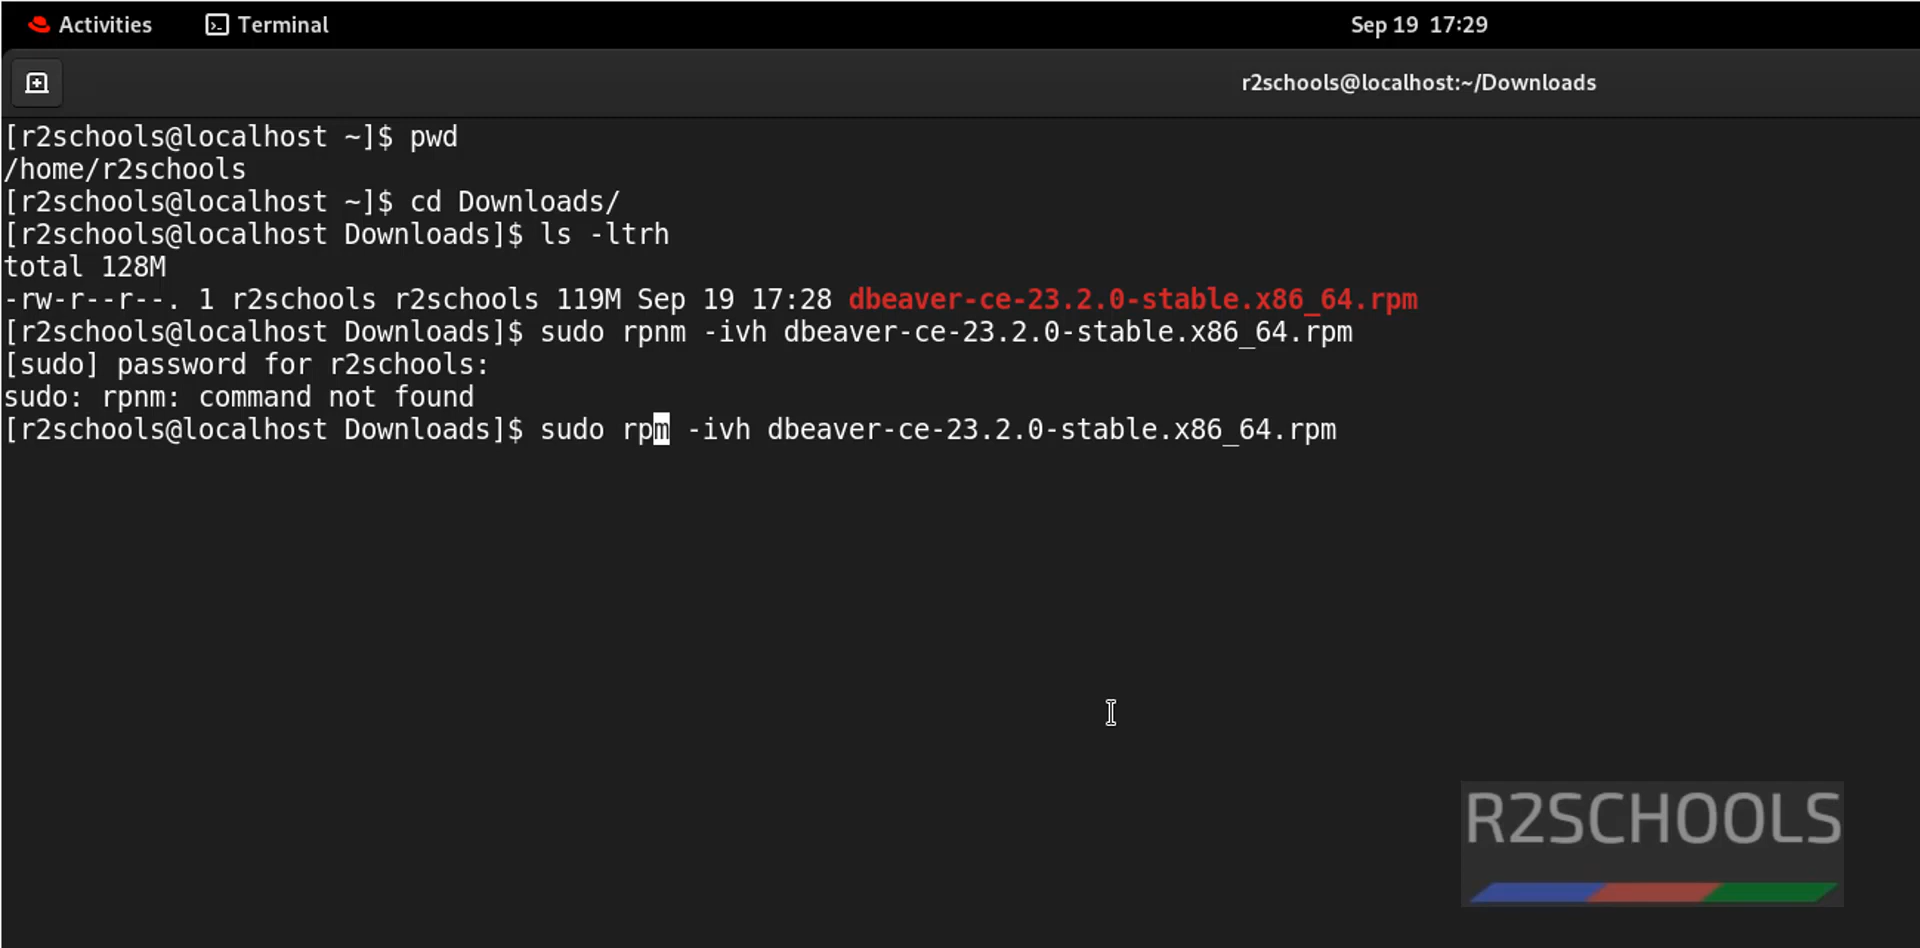 Activities Terminal Sep 19 17:29
r2schools@localhost:~/Downloads
[r2schools@localhost ~]$ pwd
/home/r2schools
[r2schools@localhost ~]$ cd Downloads/
[r2schools@localhost Downloads]$ ls -ltrh
total 128M
-rw-r--r--. 1 r2schools r2schools 119M Sep 19 17:28 dbeaver-ce-23.2.0-stable.x86_64.rpm
[r2schools@localhost Downloads]$ sudo rpnm -ivh dbeaver-ce-23.2.0-stable.x86_64.rpm
[sudo] password for r2schools:
sudo: rpnm: command not found
[r2schools@localhost Downloads]$ sudo rpm -ivh dbeaver-ce-23.2.0-stable.x86_64.rpm
R2SCHOOLS